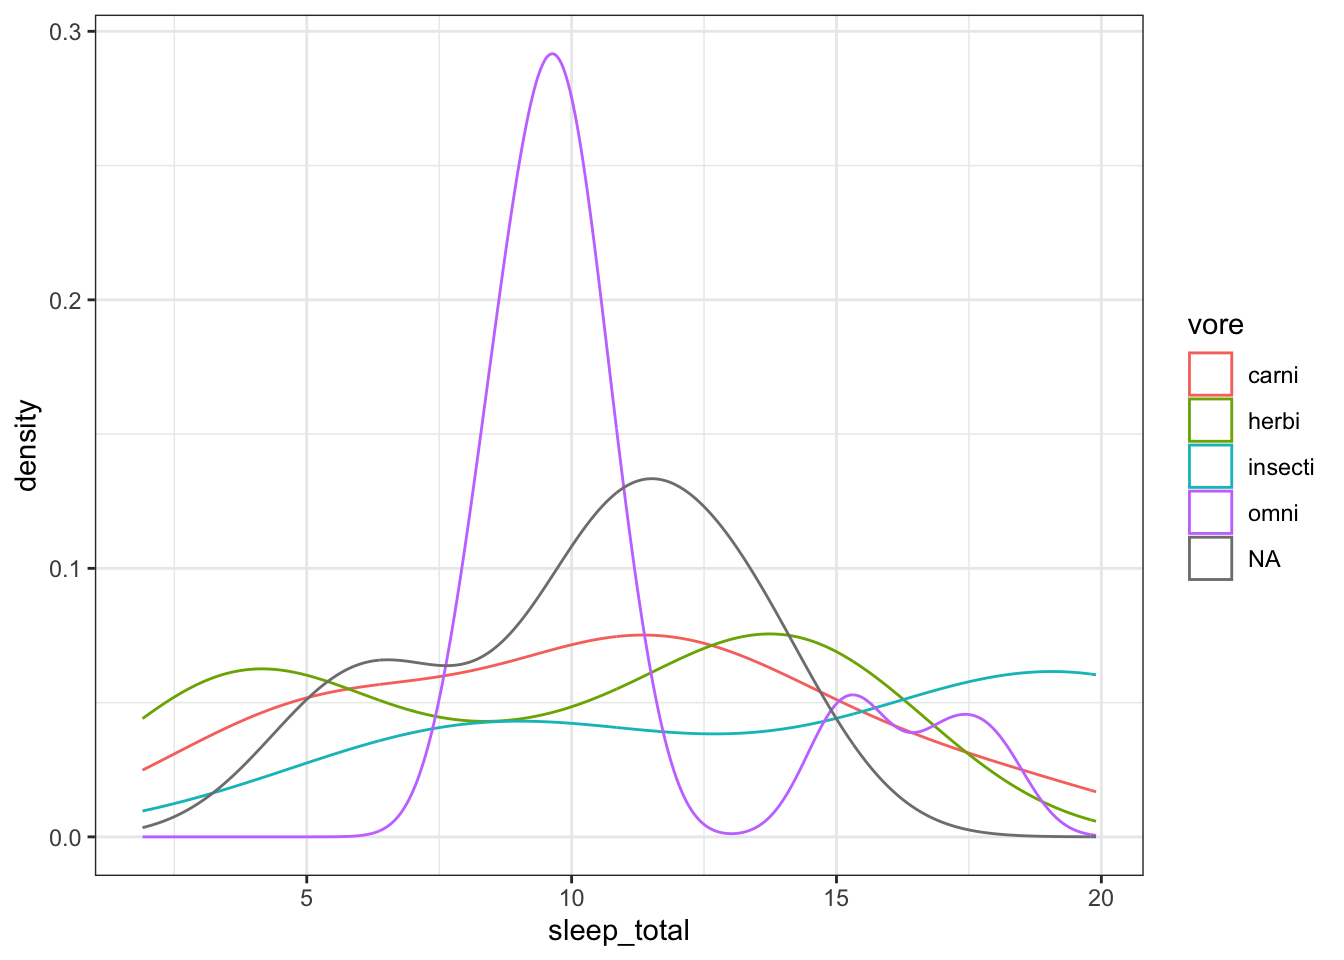 0.3
0.2
0.1
0.0
density
5 10 15 20
sleep_total
vore
carni
herbi
insecti
omni
NA